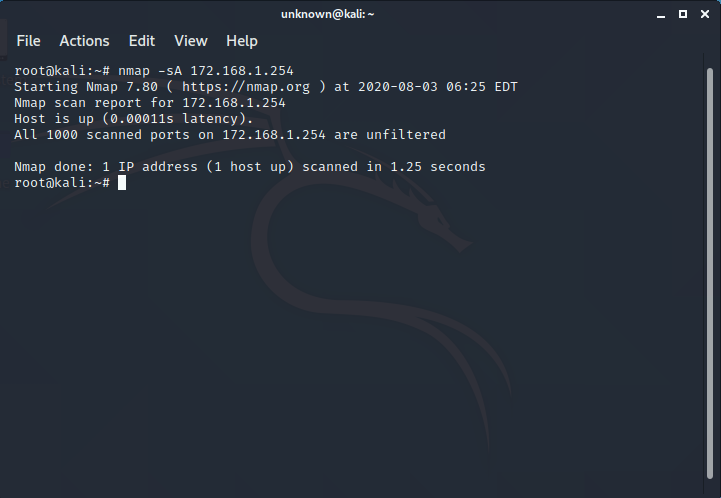 unknown@kali: ~
File Actions Edit View Help
root@kali:~# nmap -sA 172.168.1.254
Starting Nmap 7.80 ( https://nmap.org ) at 2020-08-03 06:25 EDT
Nmap scan report for 172.168.1.254
Host is up (0.00011s latency).
All 1000 scanned ports on 172.168.1.254 are unfiltered
Nmap done: 1 IP address (1 host up) scanned in 1.25 seconds
root@kali:~#